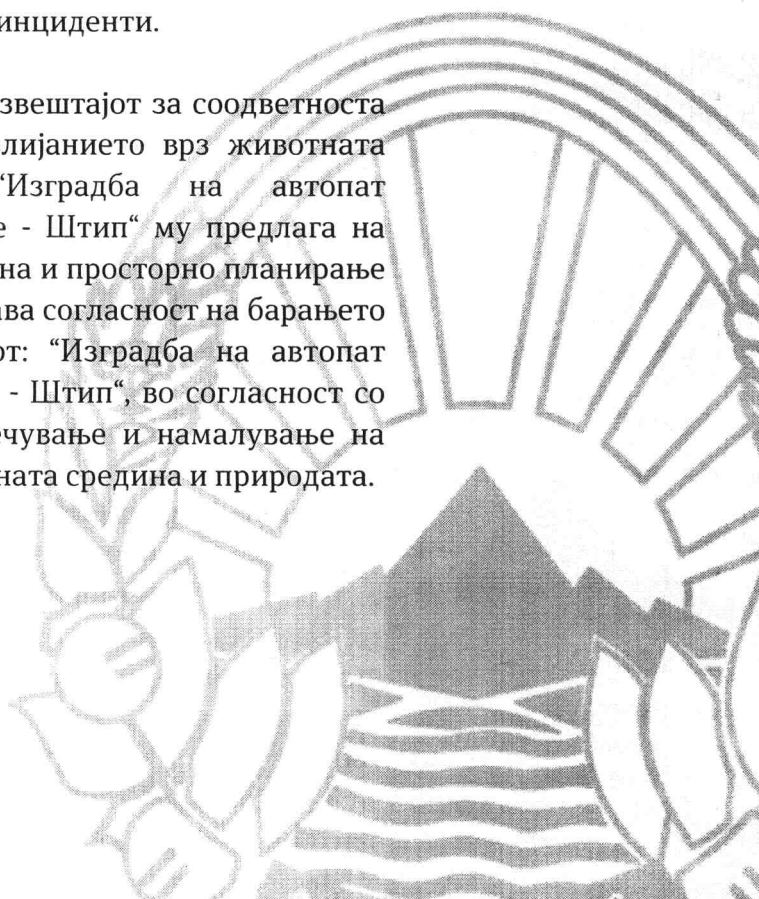 инциденти.
звештајот за соодветноста
лијанието врз животната
“Изградба на автопат
е - Штип“ му предлага на
на и просторно планирање
ава согласност на барањето
от: “Изградба на автопат
- Штип“, во согласност со
ечување и намалување на
ната средина и природата.